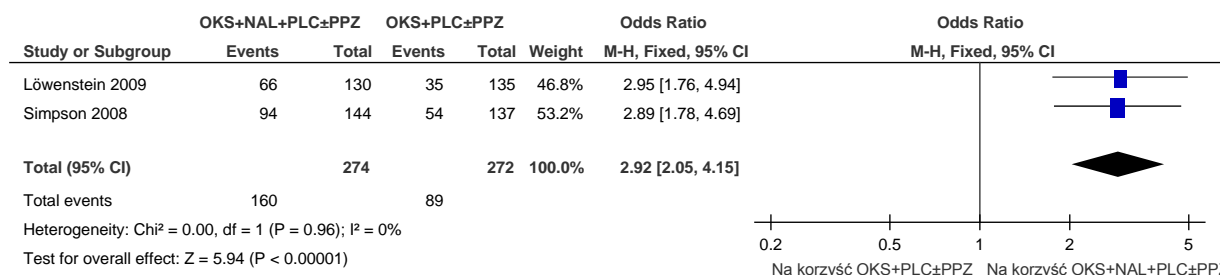 OKS+NAL+PLC±PPZ OKS+PLC±PPZ Odds Ratio Odds Ratio
Study or Subgroup Events Total Events Total Weight M-H, Fixed, 95% CI M-H, Fixed, 95% CI
Löwenstein 2009 66 130 35 135 46.8% 2.95 [1.76, 4.94]
Simpson 2008 94 144 54 137 53.2% 2.89 [1.78, 4.69]
Total (95% CI) 274 272 100.0% 2.92 [2.05, 4.15]
Total events 160 89
Heterogeneity: Chi² = 0.00, df = 1 (P = 0.96); I² = 0%
Test for overall effect: Z = 5.94 (P < 0.00001)
0.2 0.5 1 2 5
Na korzyść OKS+PLC±PPZ Na korzyść OKS+NAL+PLC±PPZ